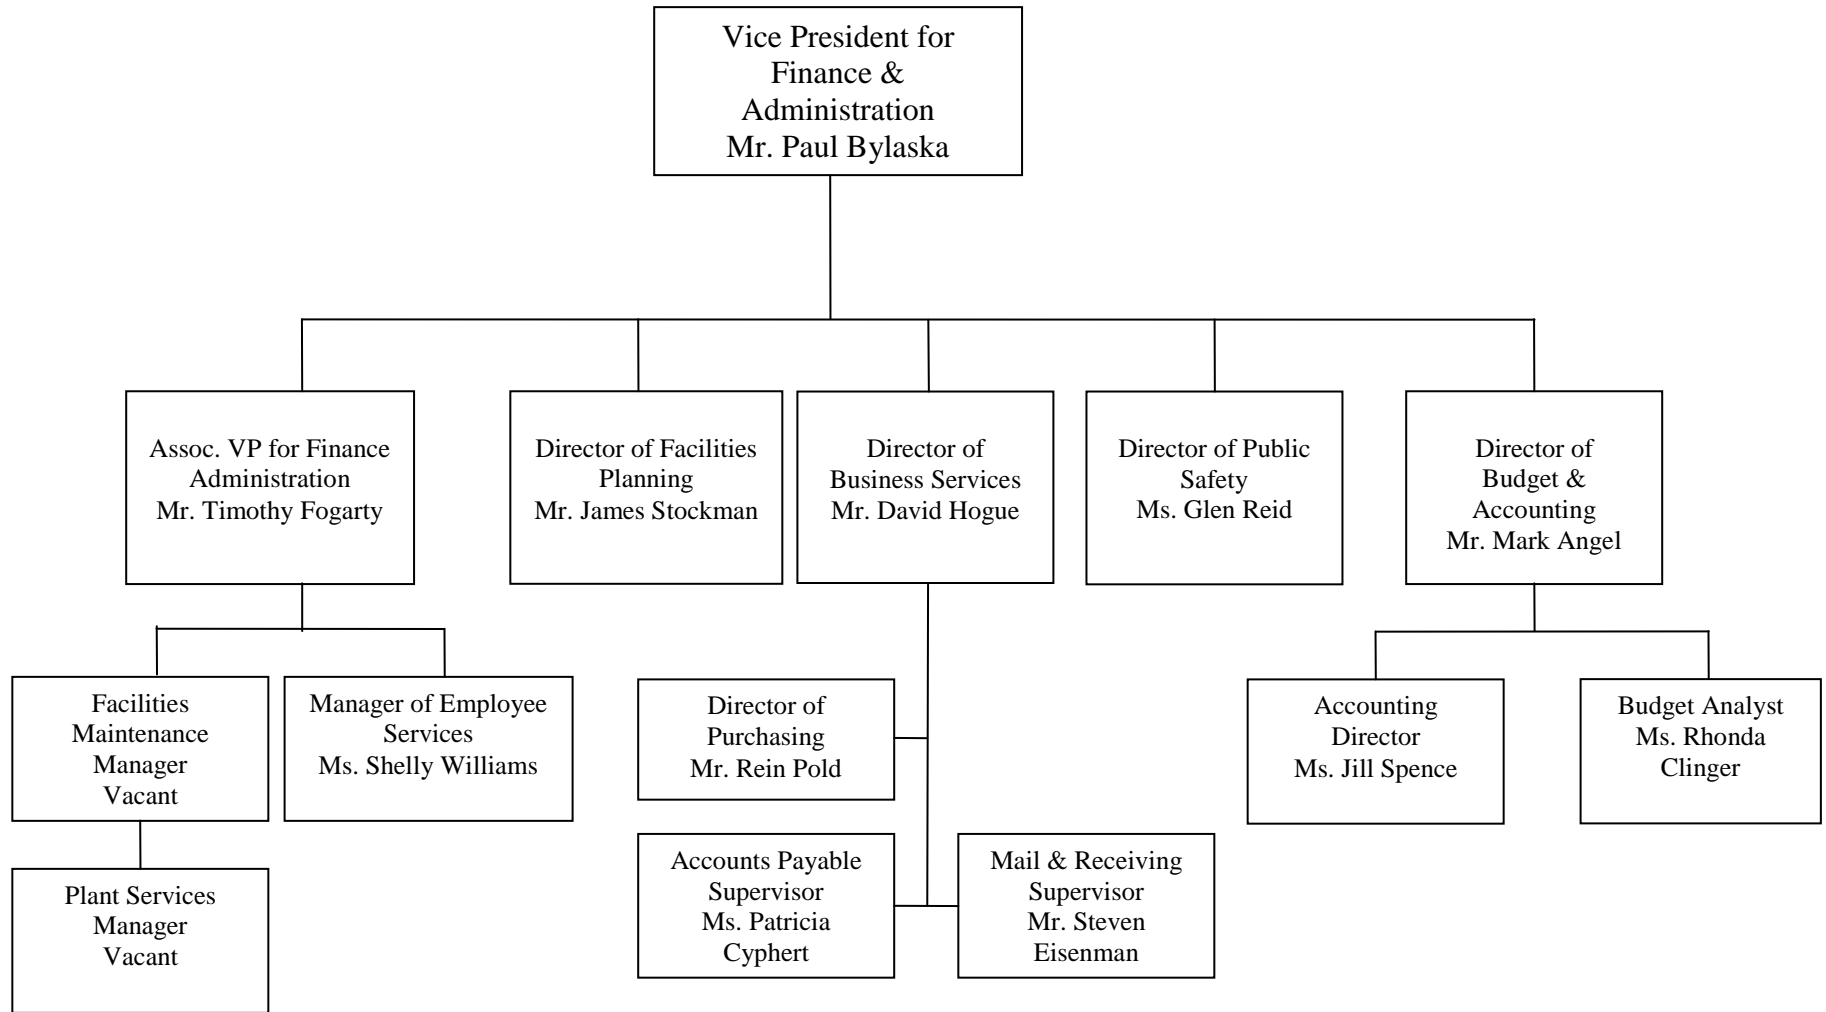 Vice President for
Finance &
Administration
Mr. Paul Bylaska
Assoc. VP for Finance
Administration
Mr. Timothy Fogarty
Director of Facilities
Planning
Mr. James Stockman
Director of
Business Services
Mr. David Hogue
Director of Public
Safety
Ms. Glen Reid
Director of
Budget &
Accounting
Mr. Mark Angel
Facilities
Maintenance
Manager
Vacant
Manager of Employee
Services
Ms. Shelly Williams
Director of
Purchasing
Mr. Rein Pold
Accounting
Director
Ms. Jill Spence
Budget Analyst
Ms. Rhonda
Clinger
Plant Services
Manager
Vacant
Accounts Payable
Supervisor
Ms. Patricia
Cyphert
Mail & Receiving
Supervisor
Mr. Steven
Eisenman